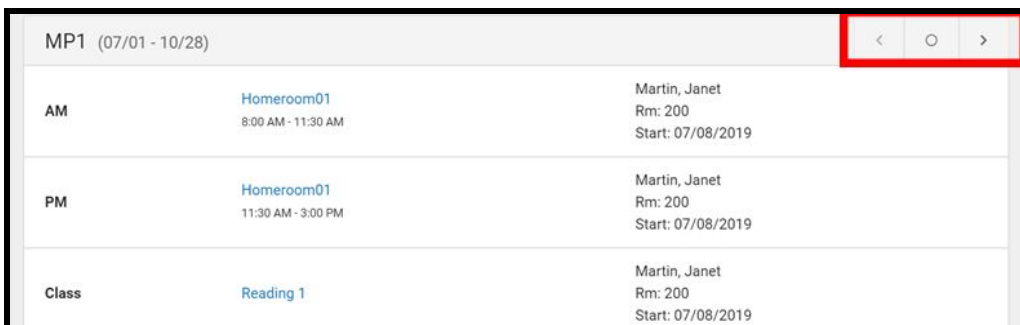 MP1 (07/01 - 10/28)
AM
Homeroom01
8:00 AM - 11:30 AM
Martin, Janet
Rm: 200
Start: 07/08/2019
PM
Homeroom01
11:30 AM - 3:00 PM
Martin, Janet
Rm: 200
Start: 07/08/2019
Class
Reading 1
Martin, Janet
Rm: 200
Start: 07/08/2019